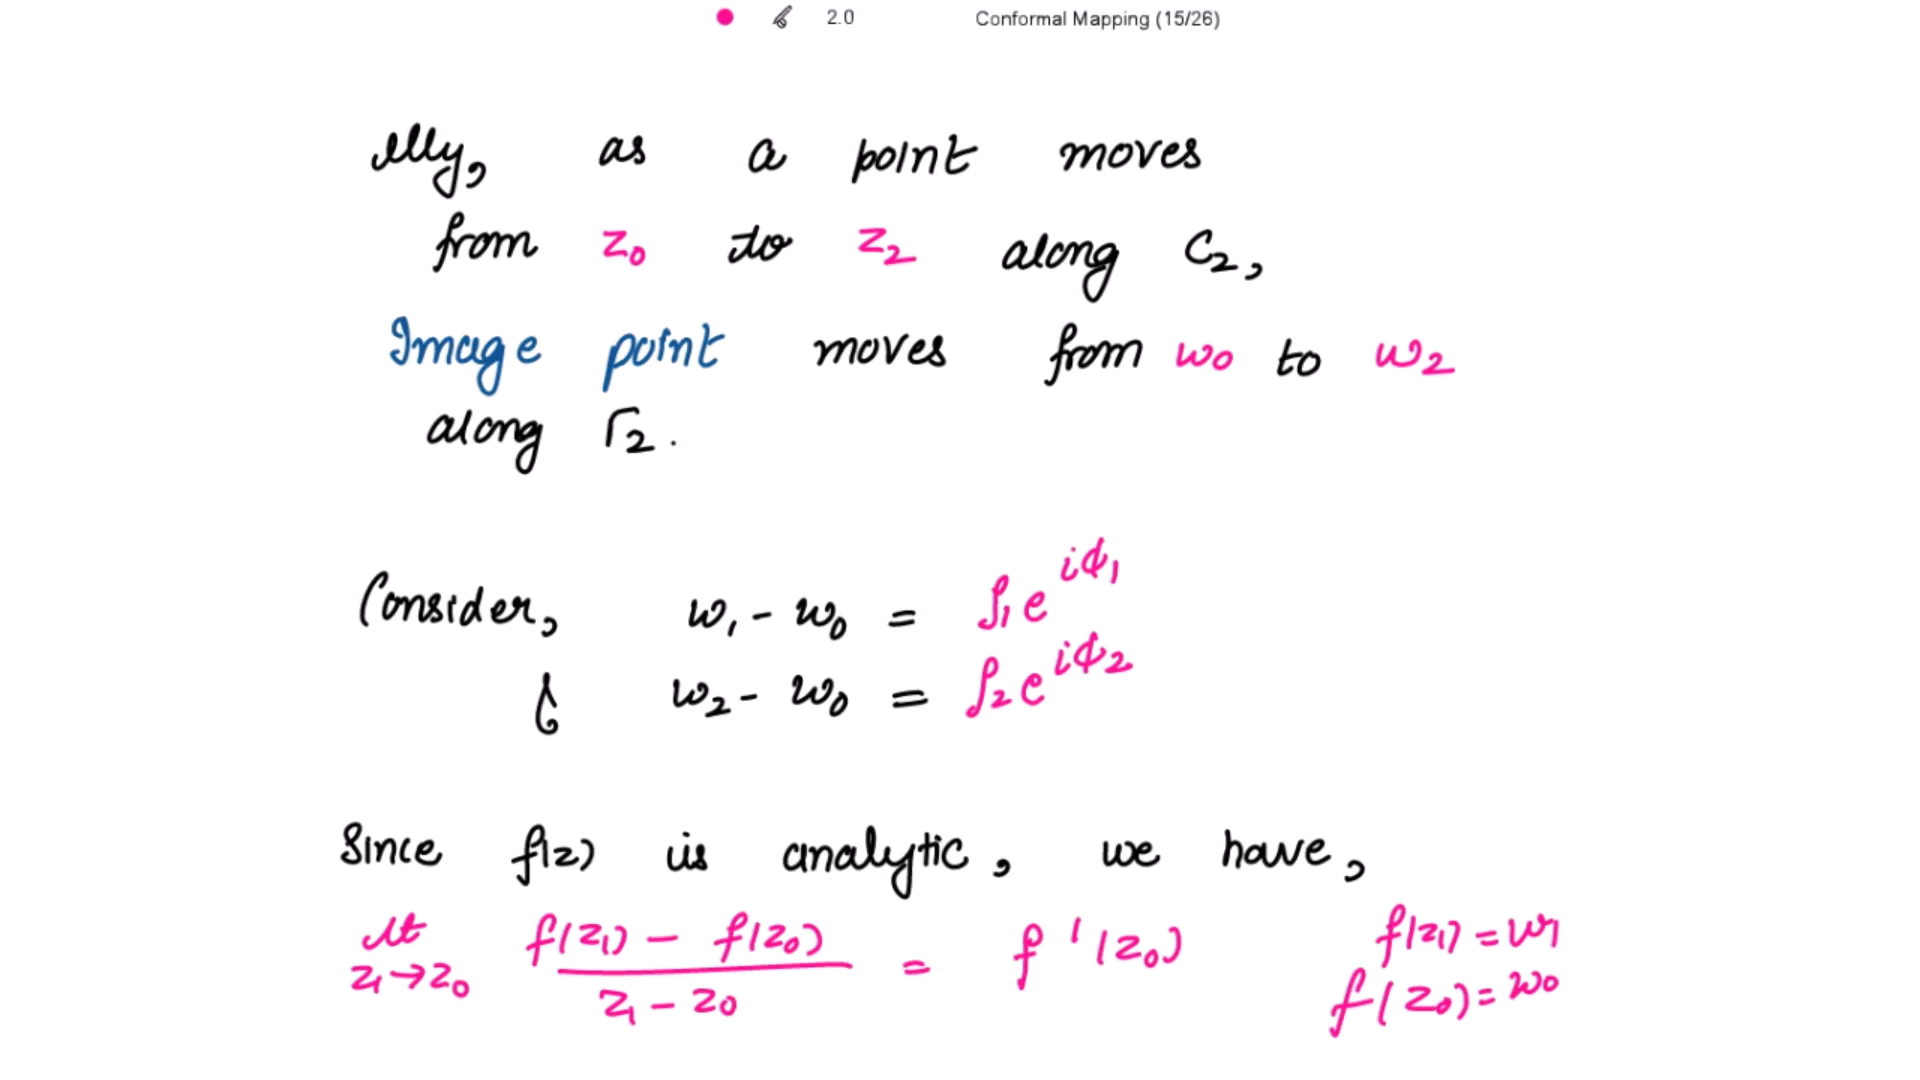 2.0 Conformal Mapping (15/26)
llly, as a point moves
from z₀ to z₂ along C₂,
Image point moves from w₀ to w₂
along Γ₂.
Consider, w₁ - w₀ = ρ₁e^{iϕ₁}
& w₂ - w₀ = ρ₂e^{iϕ₂}
Since f(z) is analytic, we have,
lt z₁→z₀ f(z₁) - f(z₀) / z₁ - z₀ = f'(z₀) f(z₁) = w₁
f(z₀) = w₀